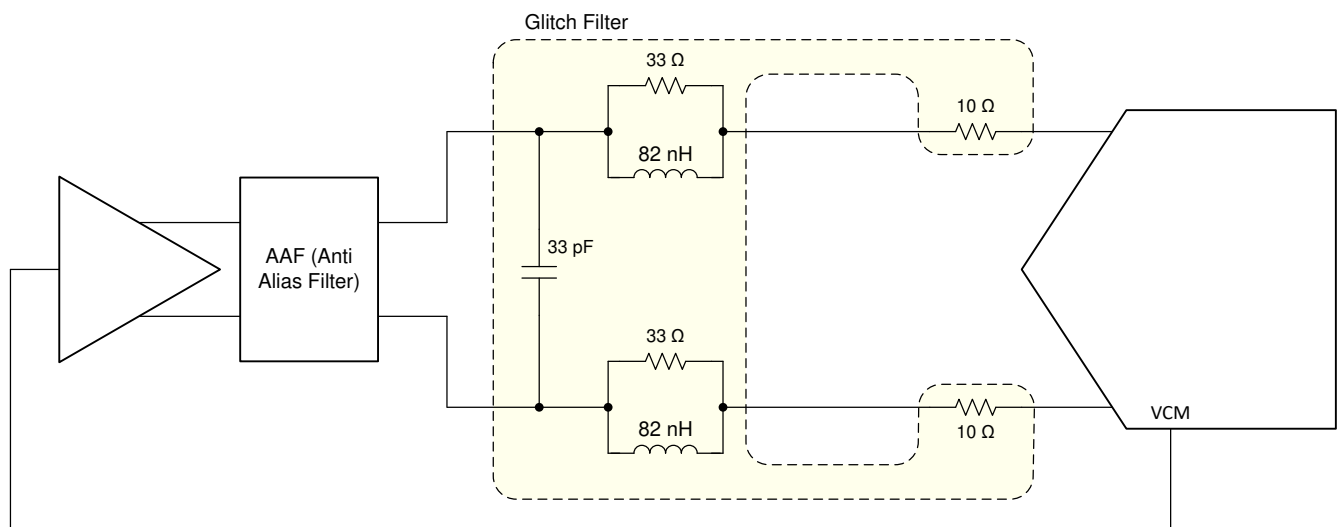 Glitch Filter
33 Ω
10 Ω
82 nH
AAF (Anti
Alias Filter)
33 pF
33 Ω
82 nH
10 Ω
VCM